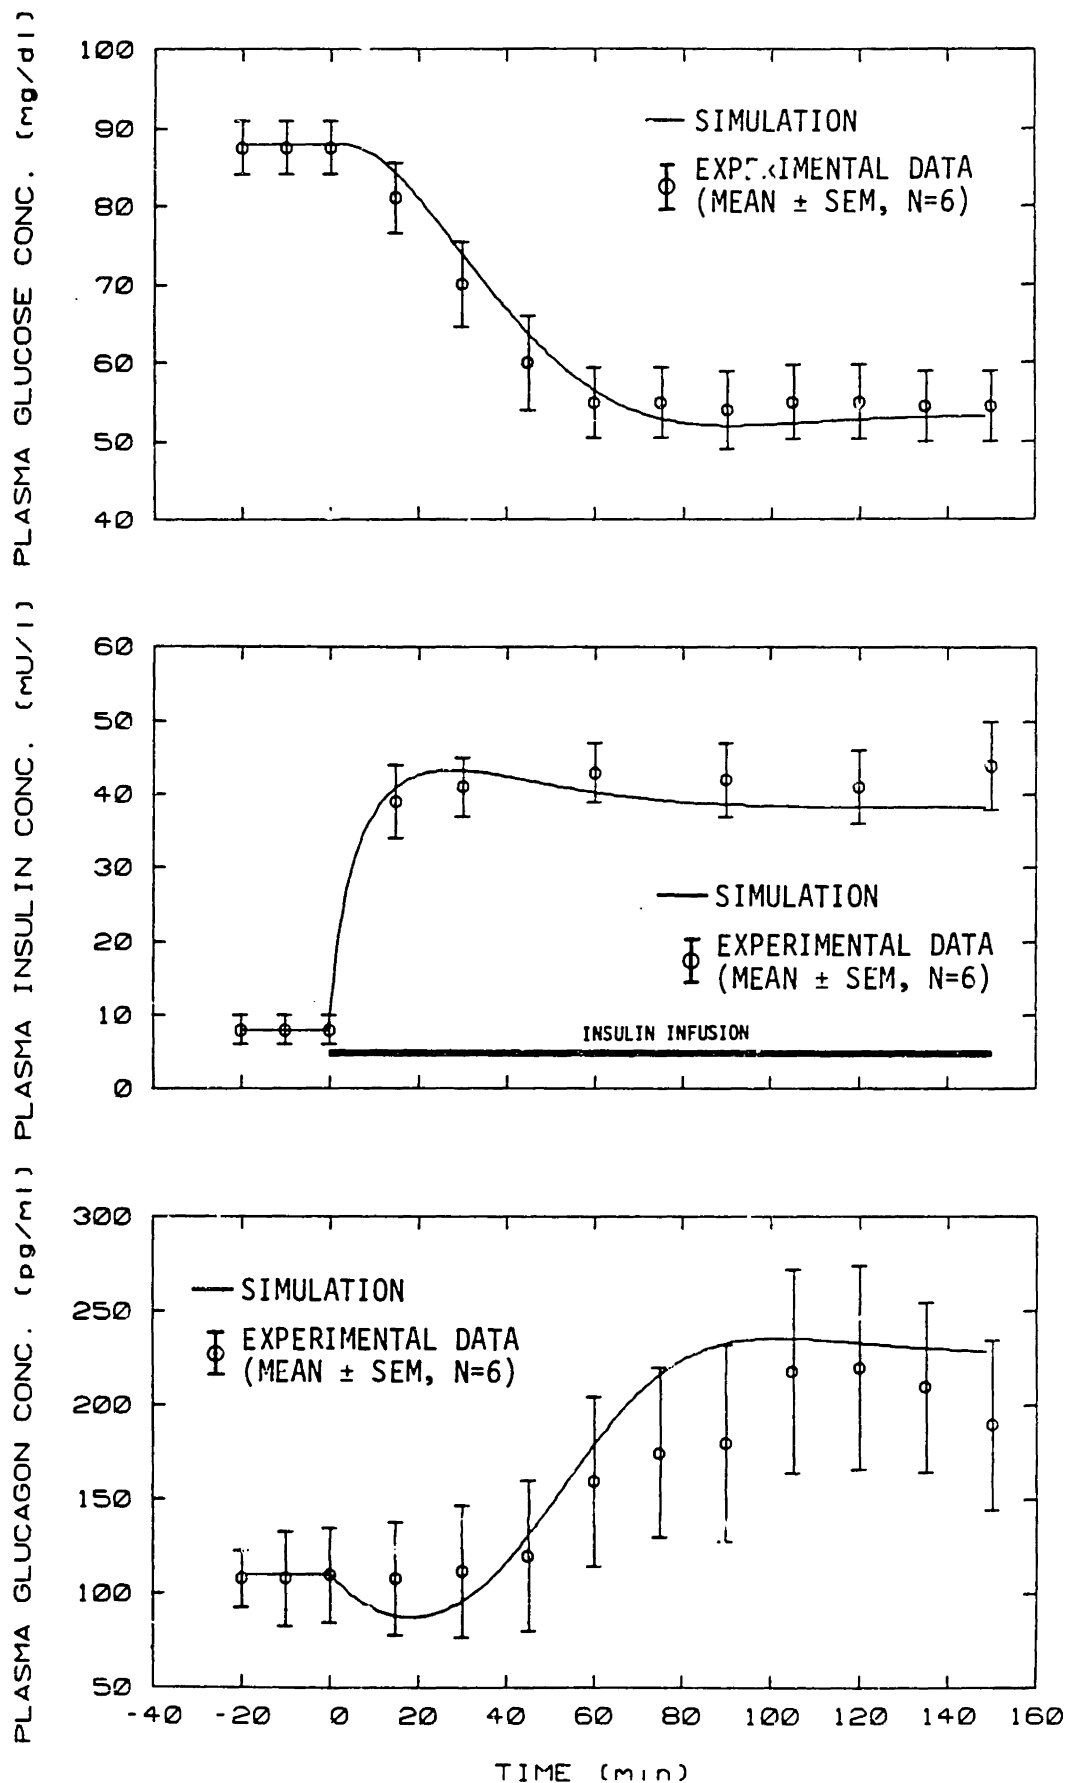 PLASMA GLUCOSE CONC. (mg/dl)
100
90
80
70
60
50
40
SIMULATION
DATA
(MEAN ± SEM, N=6)
PLASMA INSULIN CONC. (mU/l)
60
50
40
30
20
10
0
SIMULATION
EXPERIMENTAL DATA
(MEAN ± SEM, N=6)
INSULIN INFUSION
PLASMA GLUCAGON CONC. (pg/ml)
300
250
200
150
100
50
SIMULATION
EXPERIMENTAL DATA
(MEAN ± SEM, N=6)
-40 -20 0 20 40 60 80 100 120 140 160
TIME (min)